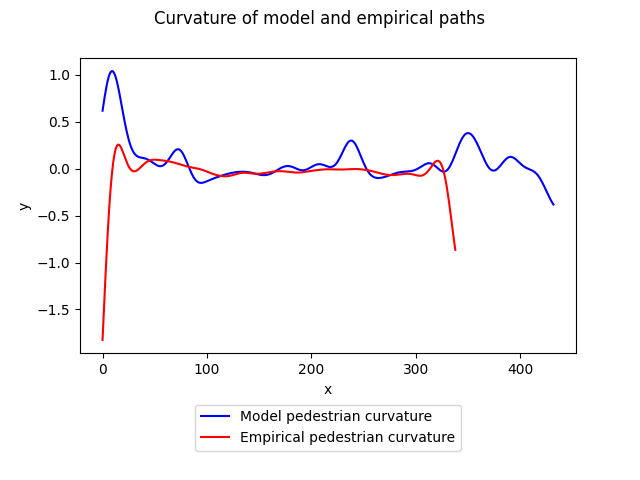 Curvature of model and empirical paths
1.0
0.5
0.0
−0.5
−1.0
−1.5
y
0 100 200 300 400
x
Model pedestrian curvature
Empirical pedestrian curvature